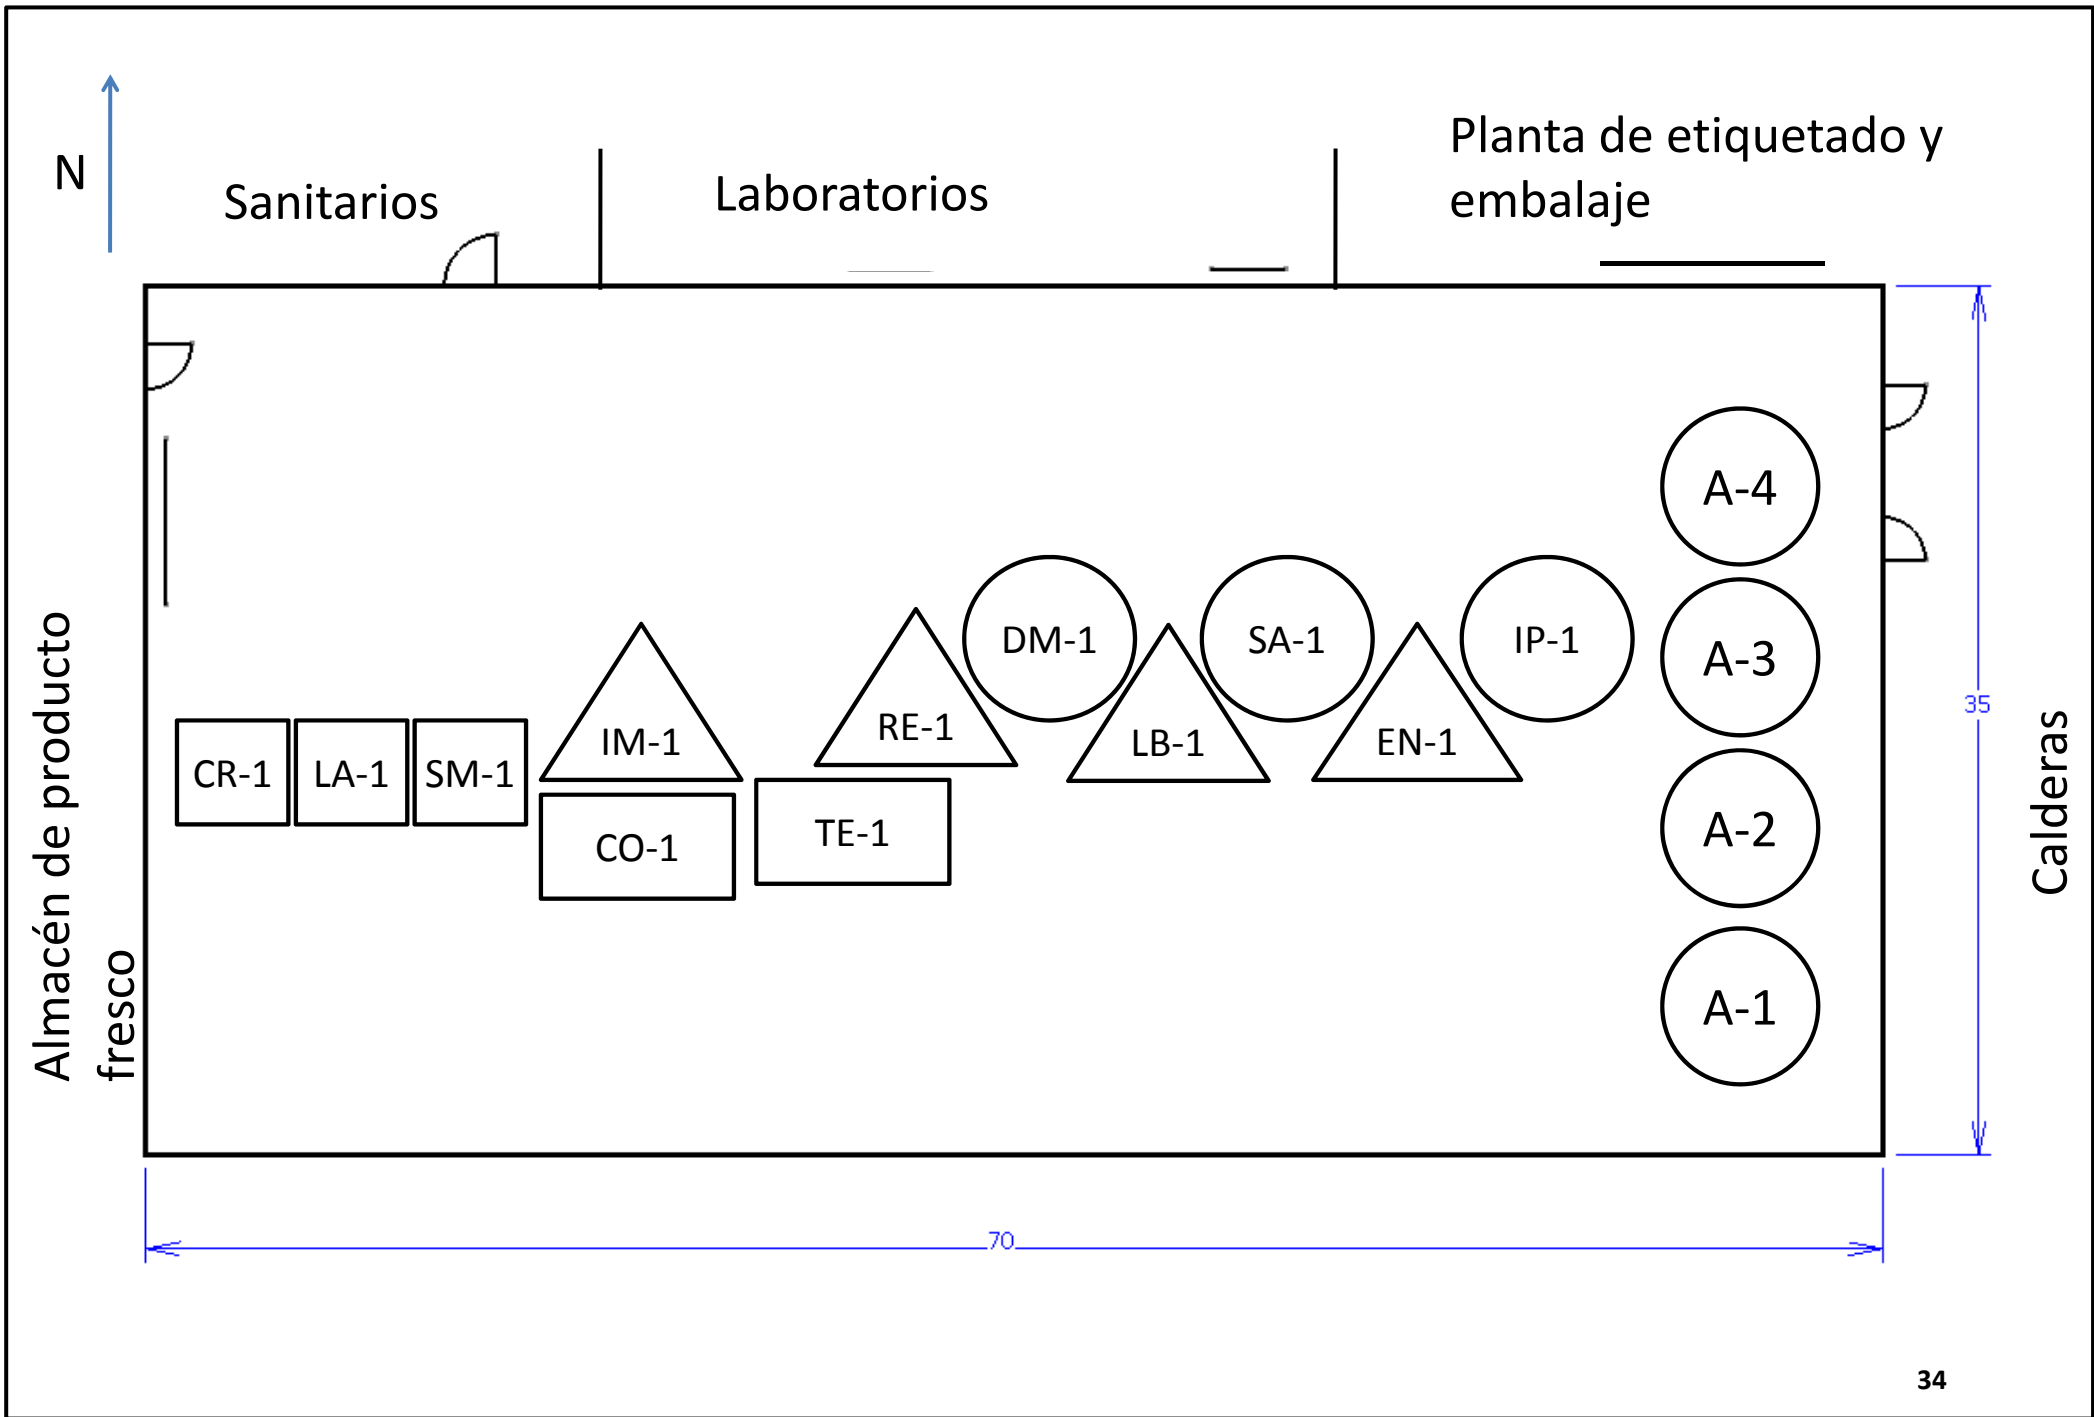 N
Sanitarios
Laboratorios
Planta de etiquetado y
embalaje
Almacén de producto
fresco
CR-1
LA-1
SM-1
IM-1
CO-1
TE-1
RE-1
DM-1
LB-1
SA-1
EN-1
IP-1
A-4
A-3
A-2
A-1
35
Calderas
70
34